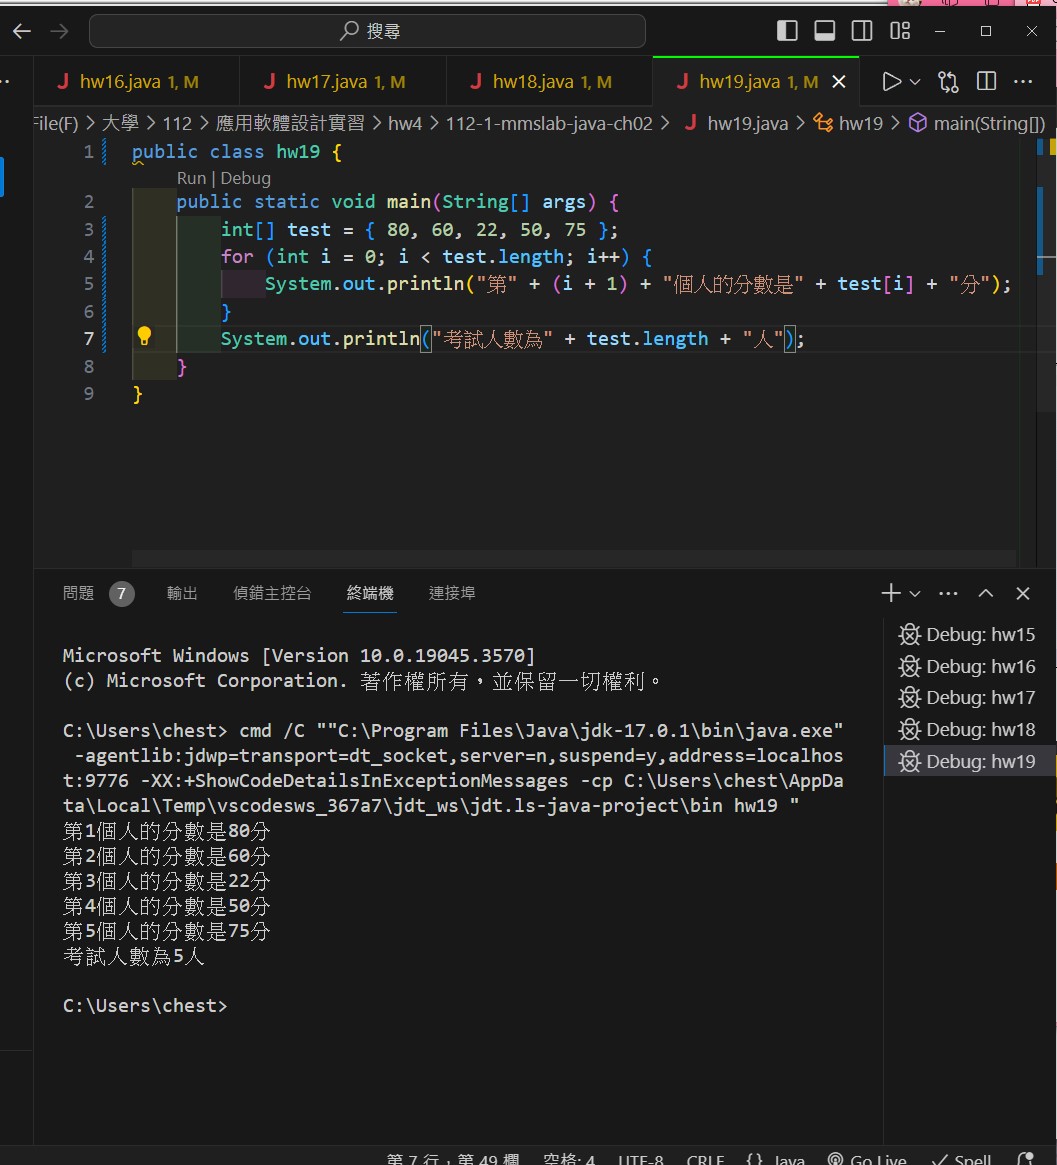 搜尋
hw16.java 1, M hw17.java 1, M hw18.java 1, M hw19.java 1, M
File(F) > 大學 > 112 > 應用軟體設計實習 > hw4 > 112-1-mmslab-java-ch02 > hw19.java > hw19 > main(String[])
1 public class hw19 {
Run | Debug
2 public static void main(String[] args) {
3 int[] test = { 80, 60, 22, 50, 75 };
4 for (int i = 0; i < test.length; i++) {
5 System.out.println("第" + (i + 1) + "個人的分數是" + test[i] + "分");
6 }
7 System.out.println("考試人數為" + test.length + "人");
8 }
9 }
問題 7 輸出 偵錯主控台 終端機 連接埠
Debug: hw15
Debug: hw16
Debug: hw17
Debug: hw18
Debug: hw19
Microsoft Windows [Version 10.0.19045.3570]
(c) Microsoft Corporation. 著作權所有，並保留一切權利。
C:\Users\chest> cmd /C ""C:\Program Files\Java\jdk-17.0.1\bin\java.exe"
-agentlib:jdwp=transport=dt_socket,server=n,suspend=y,address=localhos
t:9776 -XX:+ShowCodeDetailsInExceptionMessages -cp C:\Users\chest\AppDa
ta\Local\Temp\vscodesws_367a7\jdt_ws\jdt.ls-java-project\bin hw19 "
第1個人的分數是80分
第2個人的分數是60分
第3個人的分數是22分
第4個人的分數是50分
第5個人的分數是75分
考試人數為5人
C:\Users\chest>
第 7 行，第 49 欄 空格: 4 UTF-8 CRLF {} Java Go Live Spell